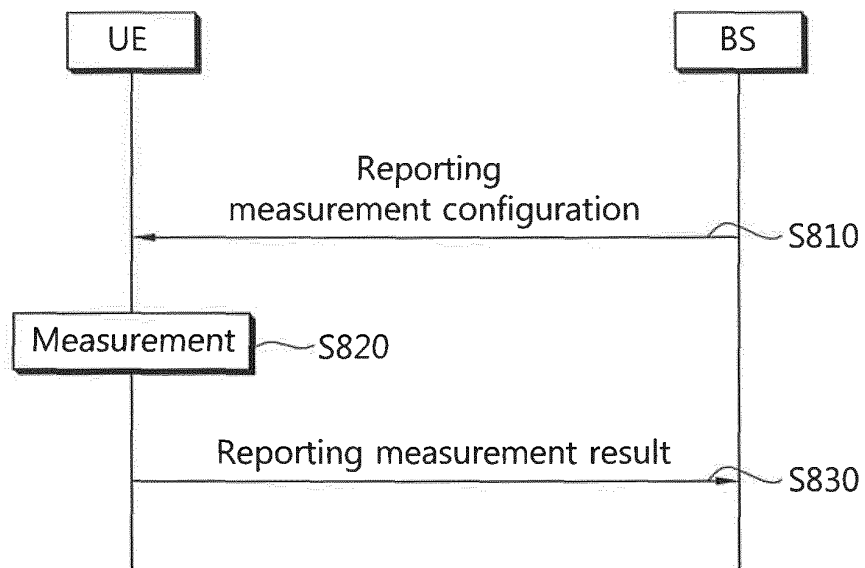 UE
BS
Reporting
measurement configuration
S810
Measurement
S820
Reporting measurement result
S830